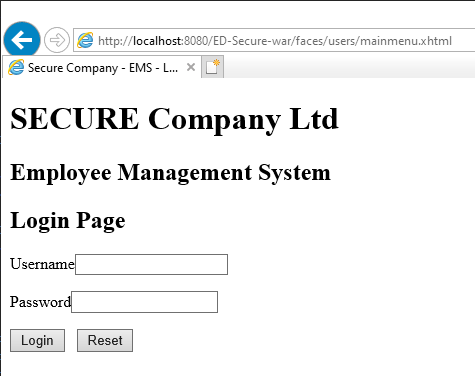 http://localhost:8080/ED-Secure-war/faces/users/mainmenu.xhtml
Secure Company - EMS - L...
SECURE Company Ltd
Employee Management System
Login Page
Username
Password
Login Reset